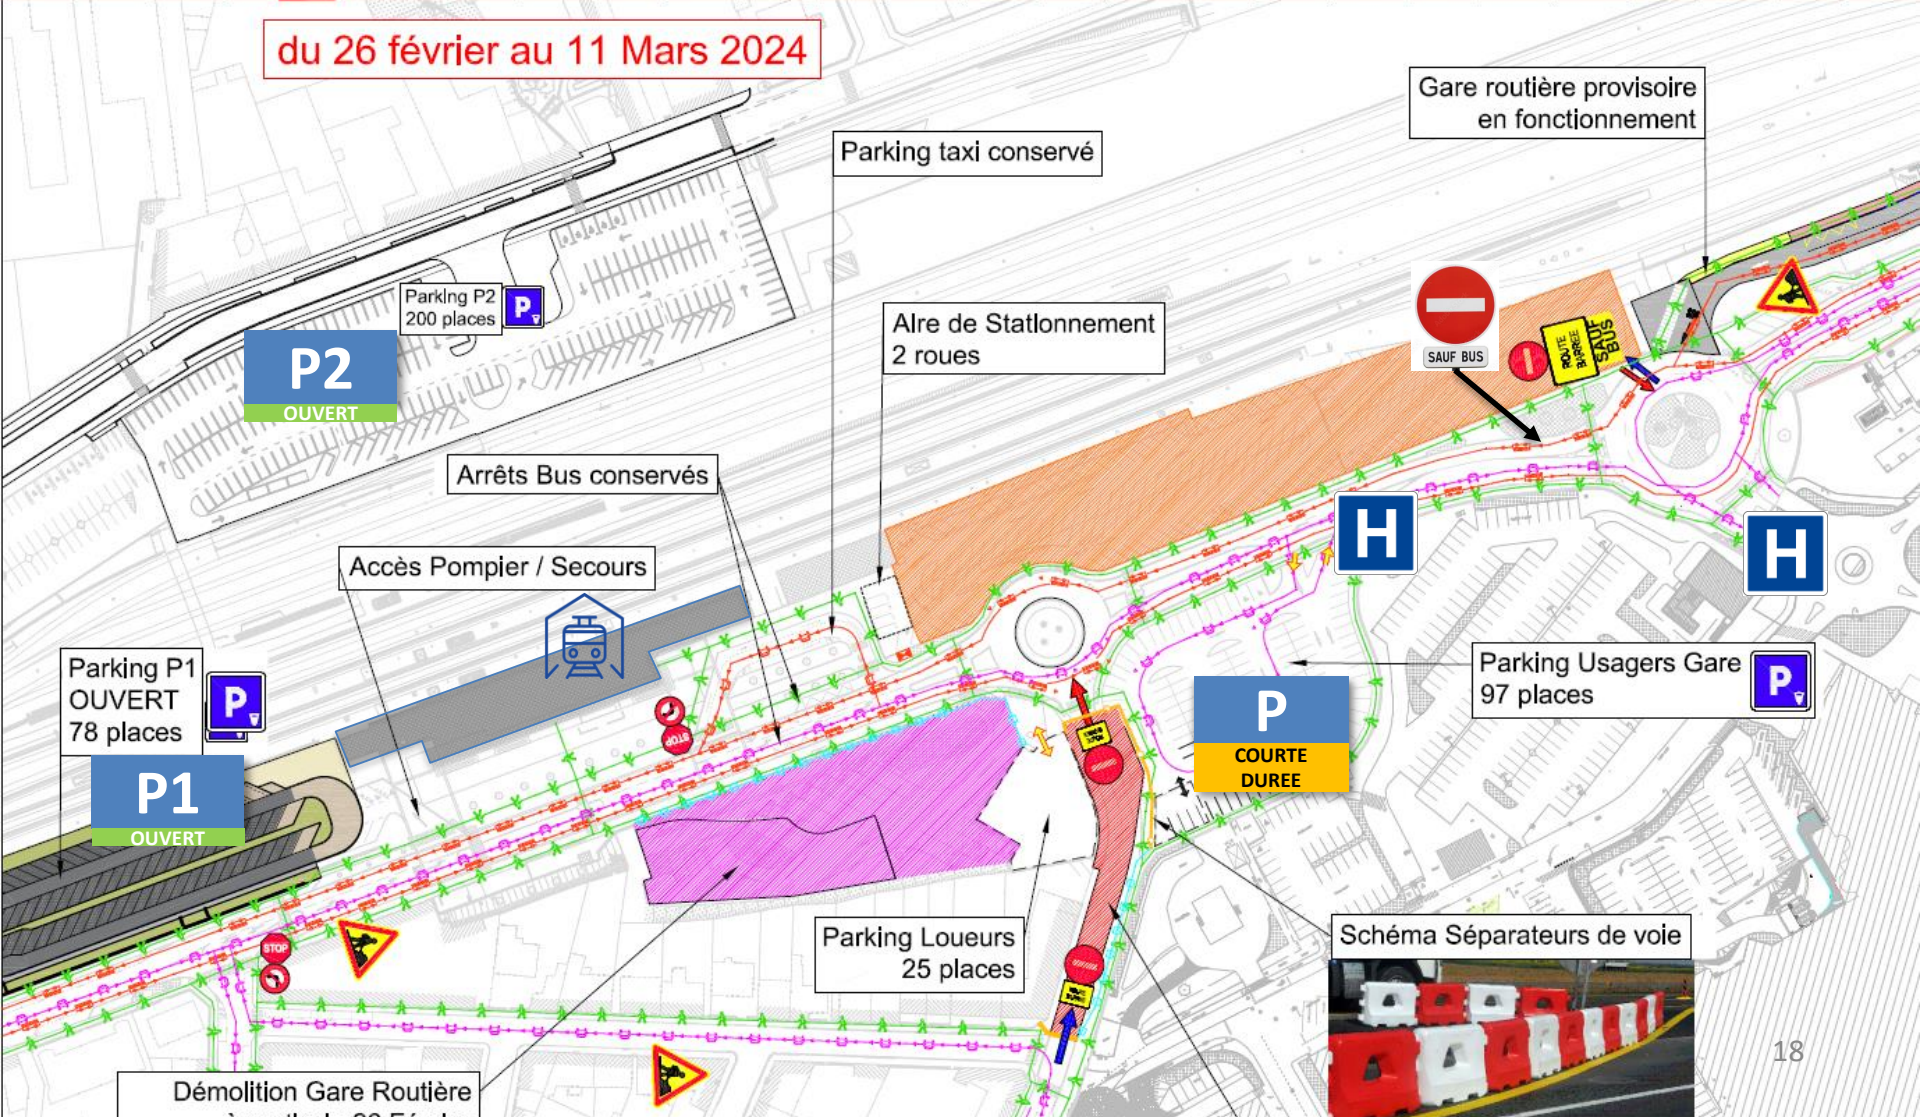 du 26 février au 11 Mars 2024
Gare routière provisoire
en fonctionnement
Parking taxi conservé
Parking P2
200 places
P
P2
OUVERT
Aire de Stationnement
2 roues
SAUF BUS
ROUTE
BARREE
SAUF
BUS
Arrêts Bus conservés
H
H
Accès Pompier / Secours
Parking P1
OUVERT
78 places
P
P1
OUVERT
STOP
Parking Usagers Gare
97 places
P
P
COURTE
DUREE
Parking Loueurs
25 places
Schéma Séparateurs de voie
STOP
Démolition Gare Routière
18